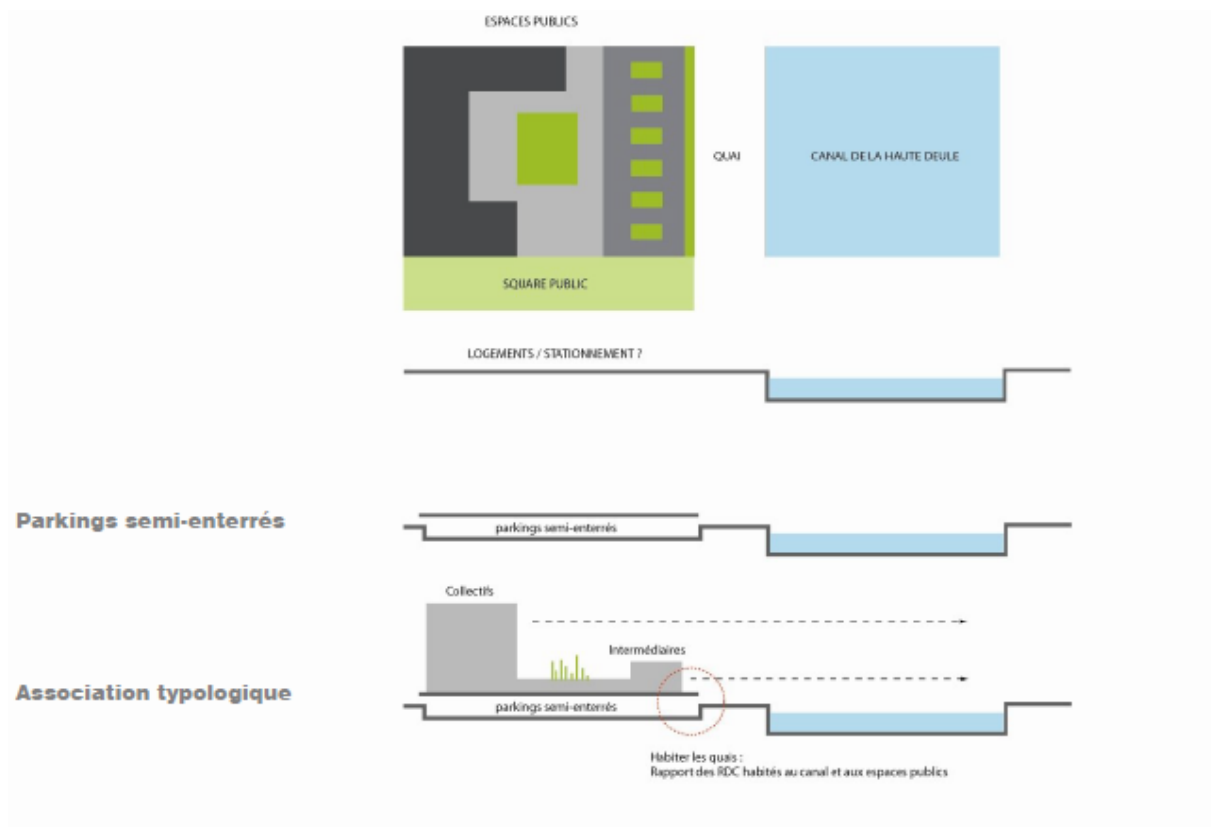 ESPACES PUBLICS
QUAI
CANAL DE LA HAUTE DEULE
SQUARE PUBLIC
LOGEMENTS / STATIONNEMENT ?
Parkings semi-enterrés
parkings semi-enterrés
Collectifs
Intermédiaires
Association typologique
parkings semi-enterrés
Habiter les quais :
Rapport des RDC habités au canal et aux espaces publics